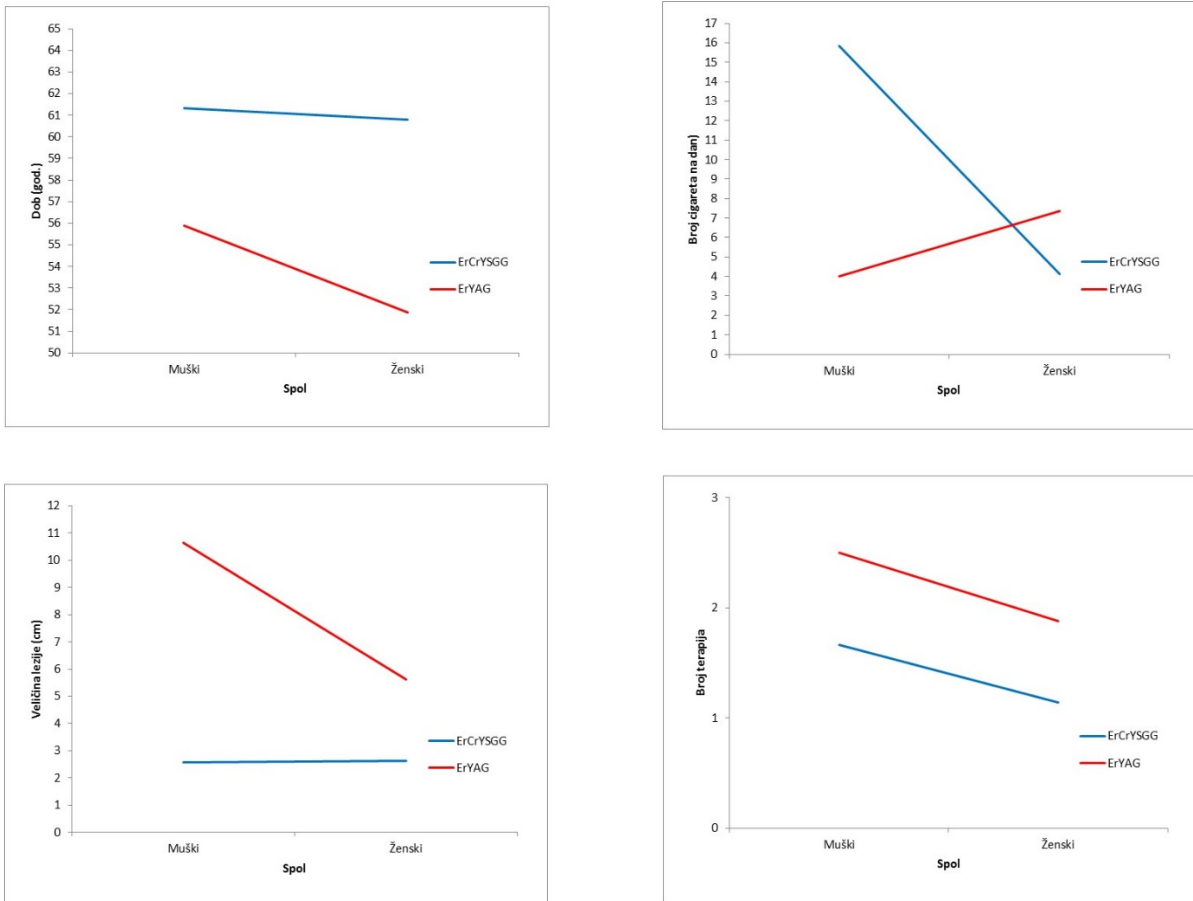 65
64
63
62
61
60
59
58
57
56
55
54
53
52
51
50
Dob (god.)
Muški Ženski
Spol
ErCrYSGG
ErYAG
17
16
15
14
13
12
11
10
9
8
7
6
5
4
3
2
1
0
Broj cigareta na dan)
Muški Ženski
Spol
ErCrYSGG
ErYAG
12
11
10
9
8
7
6
5
4
3
2
1
0
Veličina lezije (cm)
Muški Ženski
Spol
ErCrYSGG
ErYAG
3
2
1
0
Broj terapija
Muški Ženski
Spol
ErCrYSGG
ErYAG